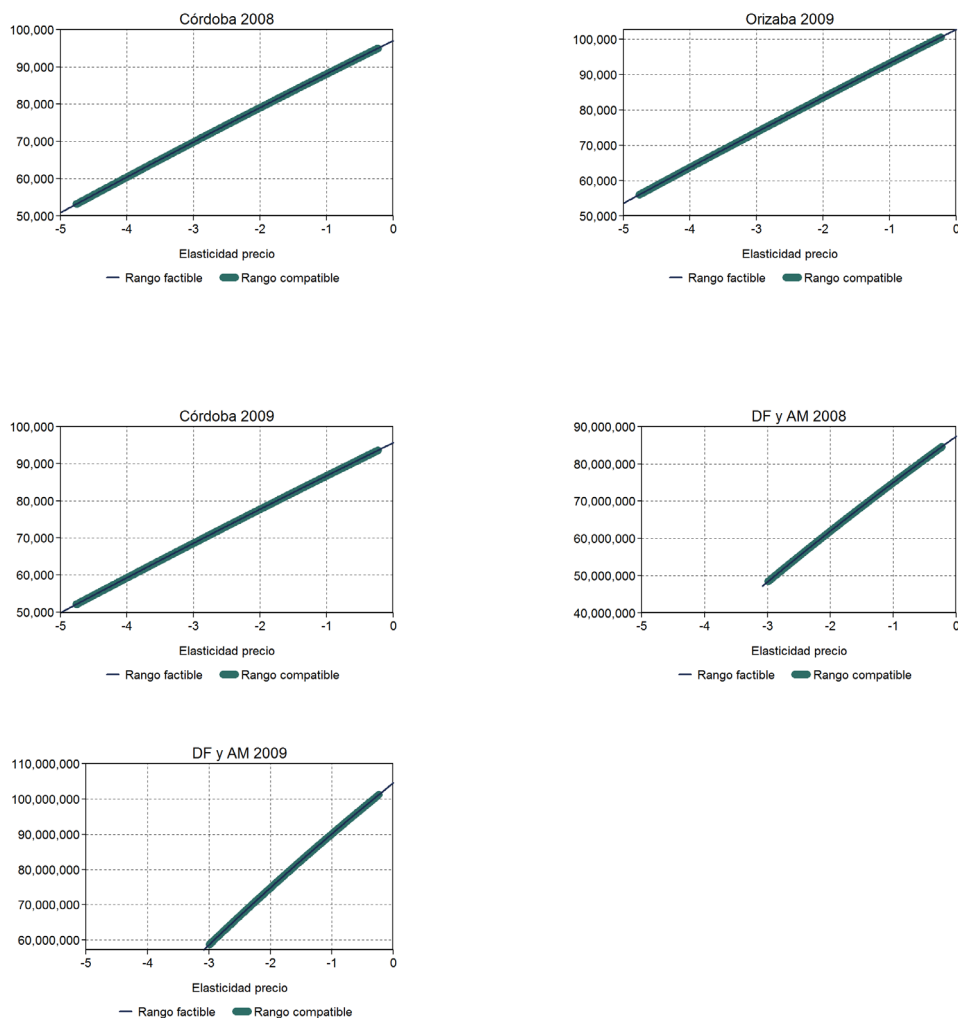 Córdoba 2008
100,000
90,000
80,000
70,000
60,000
50,000
-5 -4 -3 -2 -1 0
Elasticidad precio
Rango factible Rango compatible
Orizaba 2009
100,000
90,000
80,000
70,000
60,000
50,000
-5 -4 -3 -2 -1 0
Elasticidad precio
Rango factible Rango compatible
Córdoba 2009
100,000
90,000
80,000
70,000
60,000
50,000
-5 -4 -3 -2 -1 0
Elasticidad precio
Rango factible Rango compatible
DF y AM 2008
90,000,000
80,000,000
70,000,000
60,000,000
50,000,000
40,000,000
-5 -4 -3 -2 -1 0
Elasticidad precio
Rango factible Rango compatible
DF y AM 2009
110,000,000
100,000,000
90,000,000
80,000,000
70,000,000
60,000,000
-5 -4 -3 -2 -1 0
Elasticidad precio
Rango factible Rango compatible